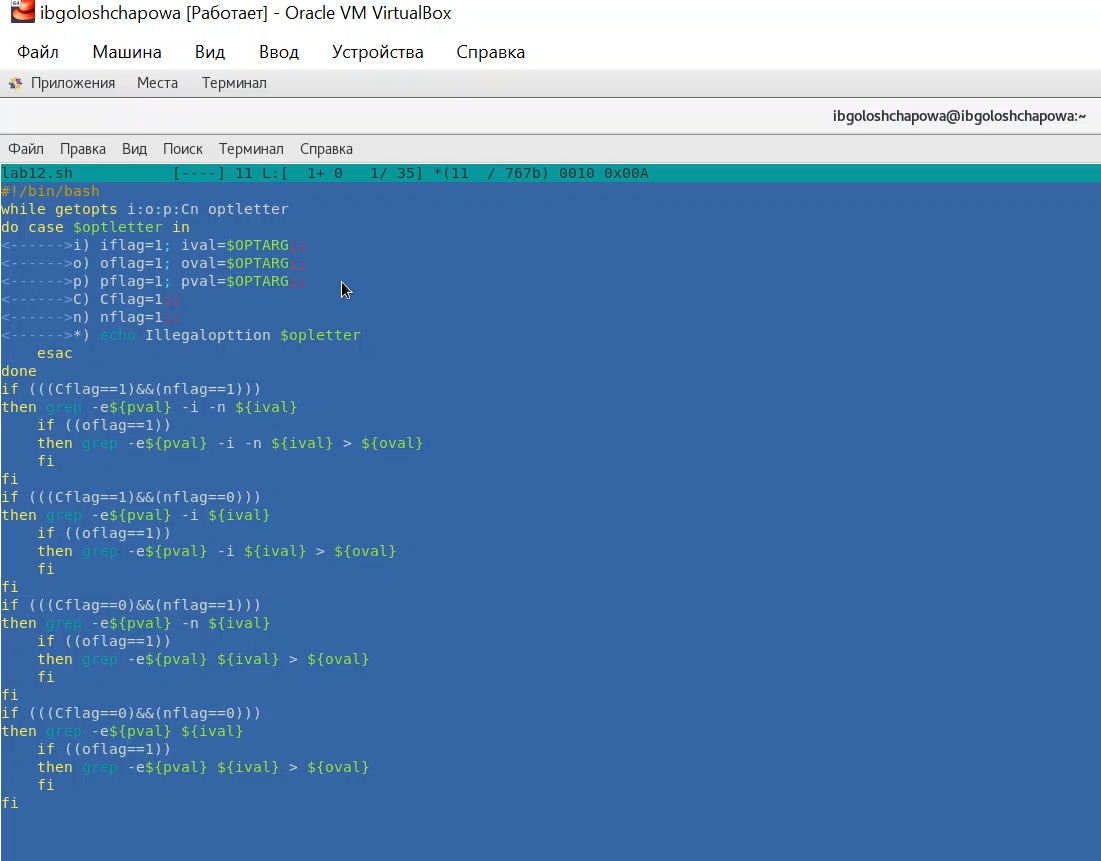 ibgoloshchapowa [Работает] - Oracle VM VirtualBox
Файл Машина Вид Ввод Устройства Справка
Приложения Места Терминал
ibgoloshchapowa@ibgoloshchapowa:~
Файл Правка Вид Поиск Терминал Справка
lab12.sh [----] 11 L:[ 1+ 0 1/ 35] *(11 / 767b) 0010 0x00A
#!/bin/bash
while getopts i:o:p:Cn optletter
do case $optletter in
<------>i) iflag=1; ival=$OPTARG;;
<------>o) oflag=1; oval=$OPTARG;;
<------>p) pflag=1; pval=$OPTARG;;
<------>C) Cflag=1;;
<------>n) nflag=1;;
<------>*) echo Illegalopttion $opletter
    esac
done
if (((Cflag==1)&&(nflag==1)))
then grep -e${pval} -i -n ${ival}
    if ((oflag==1))
    then grep -e${pval} -i -n ${ival} > ${oval}
    fi
fi
if (((Cflag==1)&&(nflag==0)))
then grep -e${pval} -i ${ival}
    if ((oflag==1))
    then grep -e${pval} -i ${ival} > ${oval}
    fi
fi
if (((Cflag==0)&&(nflag==1)))
then grep -e${pval} -n ${ival}
    if ((oflag==1))
    then grep -e${pval} ${ival} > ${oval}
    fi
fi
if (((Cflag==0)&&(nflag==0)))
then grep -e${pval} ${ival}
    if ((oflag==1))
    then grep -e${pval} ${ival} > ${oval}
    fi
fi